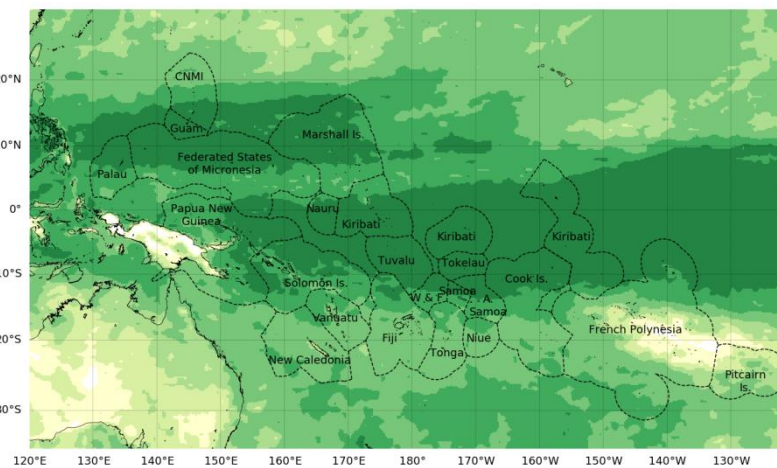 20°N
CNMI
Guam
Marshall Is.
10°N
Federated States
of Micronesia
Palau
0°
Papua New
Guinea
Nauru
Kiribati
Kiribati
Kiribati
Tuvalu
Tokelau
10°S
Solomon Is.
Cook Is.
Samoa
W & F
A.
Samoa
Vanuatu
20°S
Fiji
Niue
French Polynesia
New Caledonia
Tonga
Pitcairn
Is.
30°S
120°E 130°E 140°E 150°E 160°E 170°E 180° 170°W 160°W 150°W 140°W 130°W